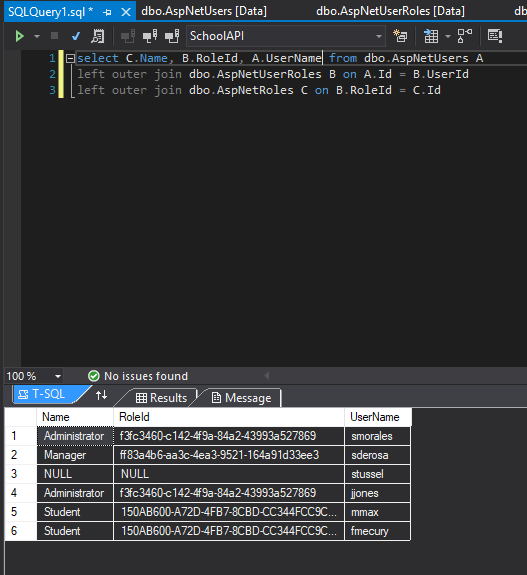 SQLQuery1.sql *
dbo.AspNetUsers [Data]
dbo.AspNetUserRoles [Data]
dbo
SchoolAPI
1 select C.Name, B.RoleId, A.UserName from dbo.AspNetUsers A
2 left outer join dbo.AspNetUserRoles B on A.Id = B.UserId
3 left outer join dbo.AspNetRoles C on B.RoleId = C.Id
100 %
No issues found
T-SQL
Results
Message
Name RoleId UserName
1 Administrator f3fc3460-c142-4f9a-84a2-43993a527869 smorales
2 Manager ff83a4b6-aa3c-4ea3-9521-164a91d33ee3 sderosa
3 NULL NULL stussel
4 Administrator f3fc3460-c142-4f9a-84a2-43993a527869 jjones
5 Student 150AB600-A72D-4FB7-8CBD-CC344FCC9C... mmax
6 Student 150AB600-A72D-4FB7-8CBD-CC344FCC9C... fmecury